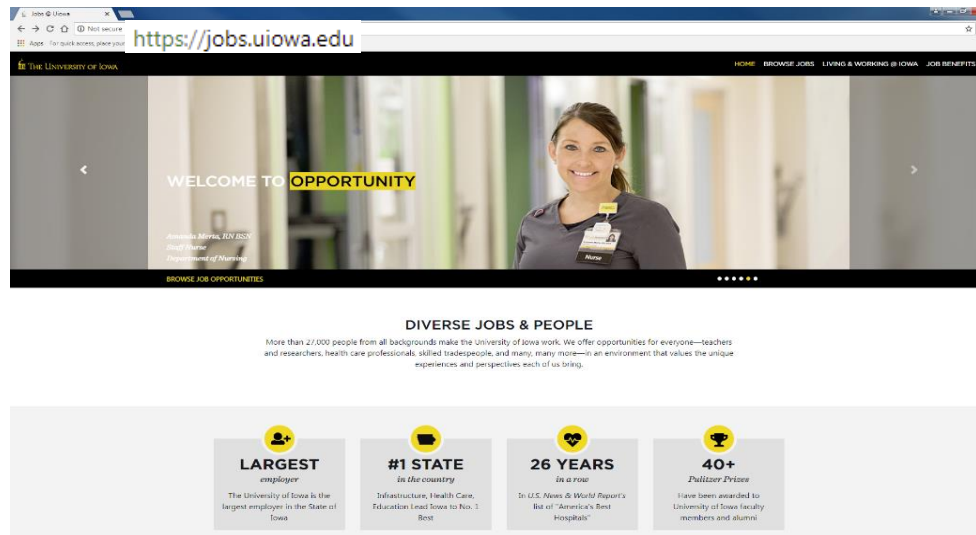 Jobs @ UIowa
Not secure
https://jobs.uiowa.edu
Apps For quick access, place your
THE UNIVERSITY OF IOWA
HOME BROWSE JOBS LIVING & WORKING @ IOWA JOB BENEFITS
WELCOME TO OPPORTUNITY
Amanda Mertz, RN BSN
Staff Nurse
Department of Nursing
Nurse
BROWSE JOB OPPORTUNITIES
DIVERSE JOBS & PEOPLE
More than 27,000 people from all backgrounds make the University of Iowa work. We offer opportunities for everyone—teachers
and researchers, health care professionals, skilled tradespeople, and many, many more—in an environment that values the unique
experiences and perspectives each of us bring.
LARGEST
employer
The University of Iowa is the
largest employer in the State of
Iowa
#1 STATE
in the country
Infrastructure, Health Care,
Education Lead Iowa to No. 1
Best
26 YEARS
in a row
In U.S. News & World Report's
list of "America's Best
Hospitals"
40+
Pulitzer Prizes
Have been awarded to
University of Iowa faculty
members and alumni